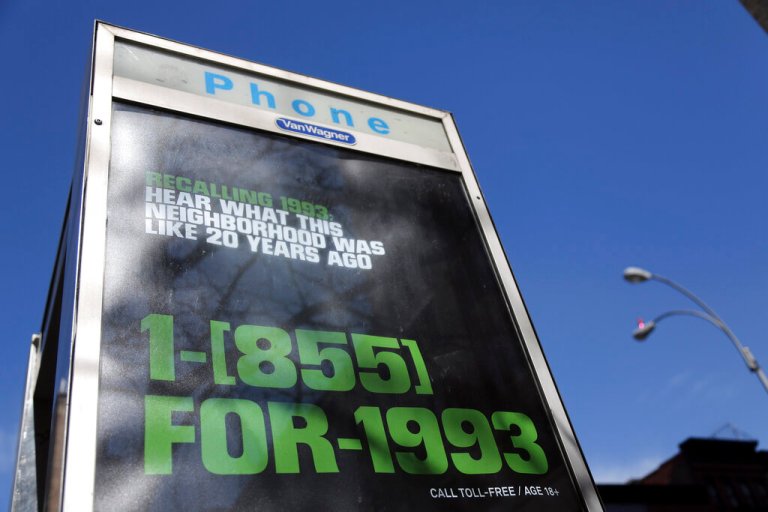 Phone
VanWagner
RECALLING 1993
HEAR WHAT THIS
NEIGHBORHOOD WAS
LIKE 20 YEARS AGO
1-[855]
FOR-1993
CALL TOLL-FREE / AGE 18+